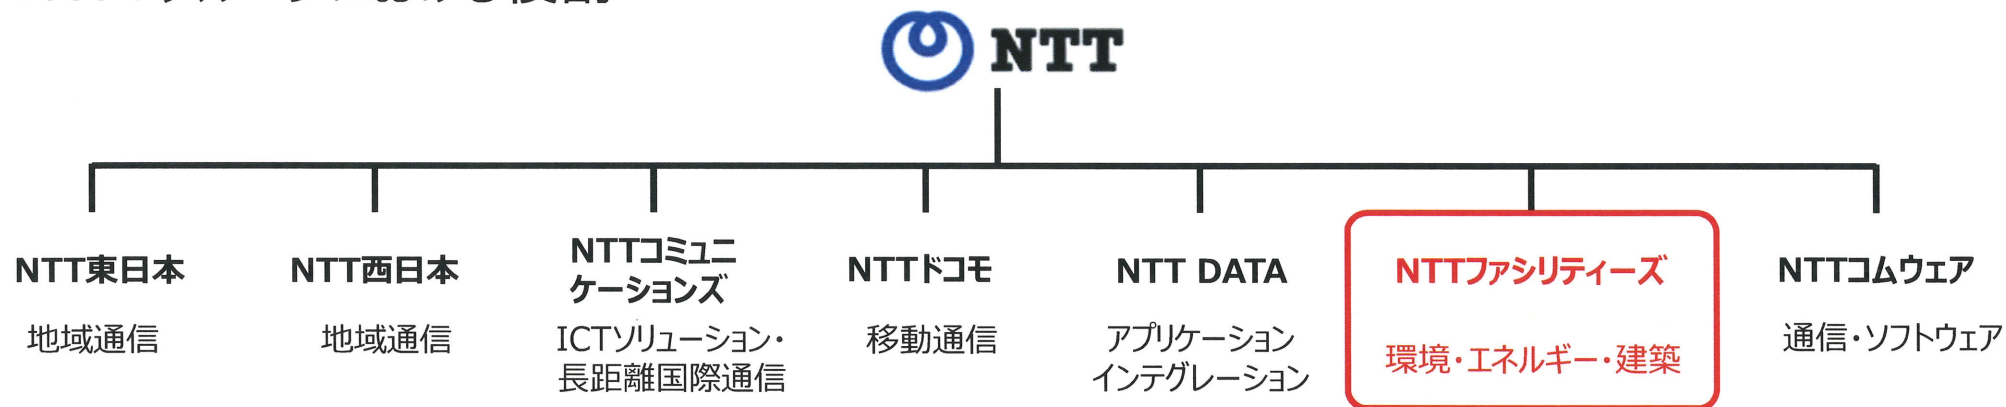 NTT
NTT東日本
地域通信
NTT西日本
地域通信
NTTコミュニ
ケーションズ
ICTソリューション・
長距離国際通信
NTTドコモ
移動通信
NTT DATA
アプリケーション
インテグレーション
NTTファシリティーズ
環境・エネルギー・建築
NTTコムウェア
通信・ソフトウェア